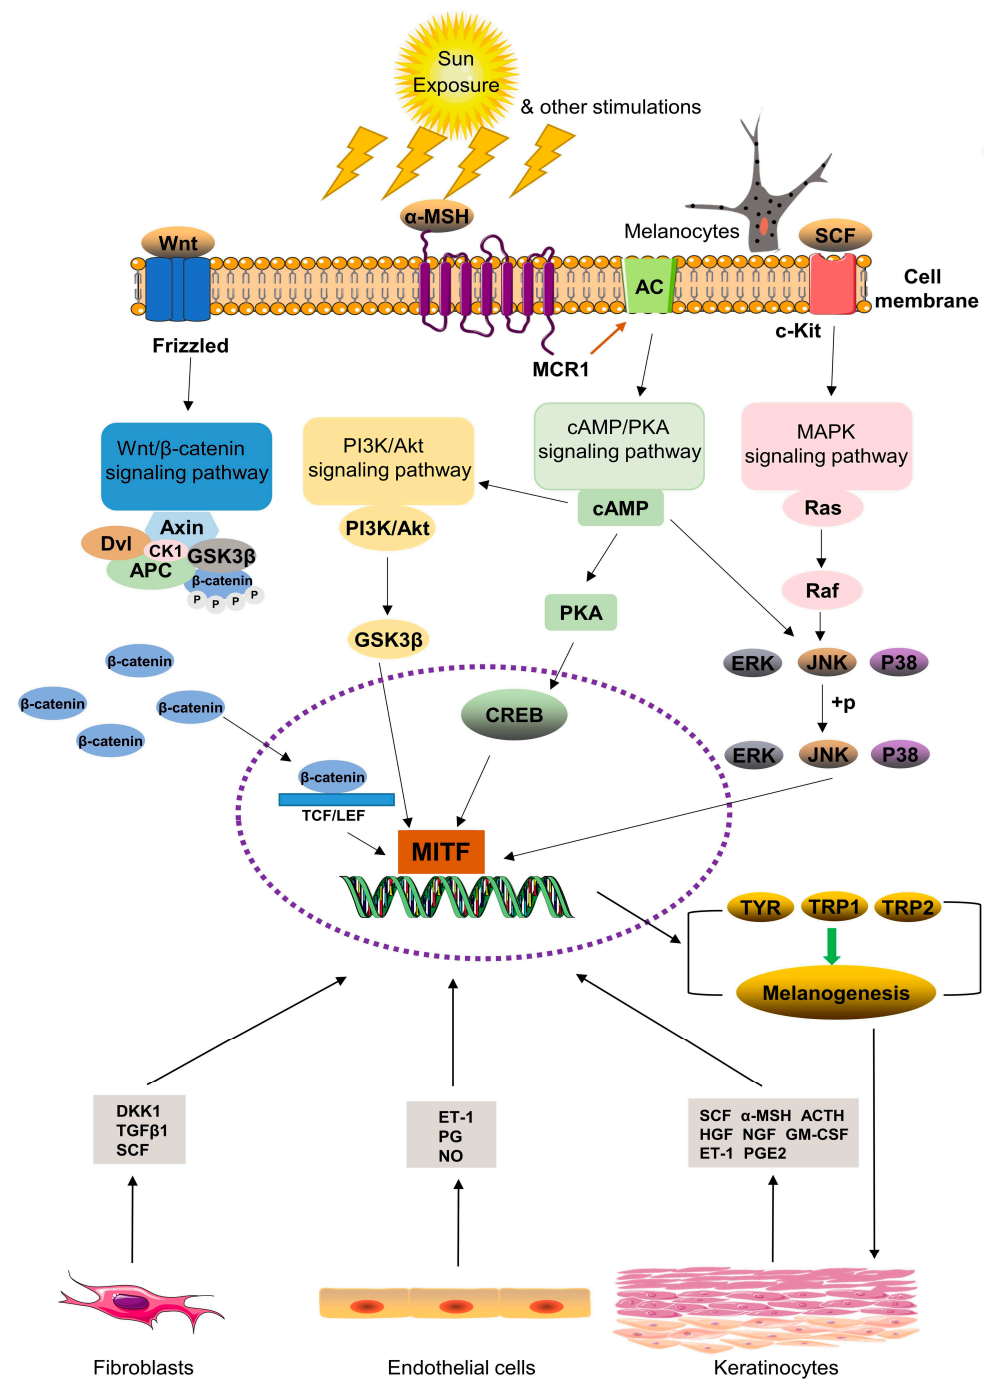 Sun
Exposure
& other stimulations
α-MSH
Melanocytes
Wnt
SCF
AC
Cell
membrane
c-Kit
Frizzled
MCR1
Wnt/β-catenin
signaling pathway
PI3K/Akt
signaling pathway
cAMP/PKA
signaling pathway
MAPK
signaling pathway
cAMP
Ras
Axin
PI3K/Akt
Dvl
CK1
GSK3β
APC
β-catenin
P P P P
Raf
PKA
GSK3β
β-catenin
ERK JNK P38
β-catenin
β-catenin
+p
CREB
β-catenin
ERK JNK P38
β-catenin
TCF/LEF
MITF
TYR TRP1 TRP2
Melanogenesis
DKK1
TGFβ1
SCF
ET-1
PG
NO
SCF α-MSH ACTH
HGF NGF GM-CSF
ET-1 PGE2
Fibroblasts
Endothelial cells
Keratinocytes